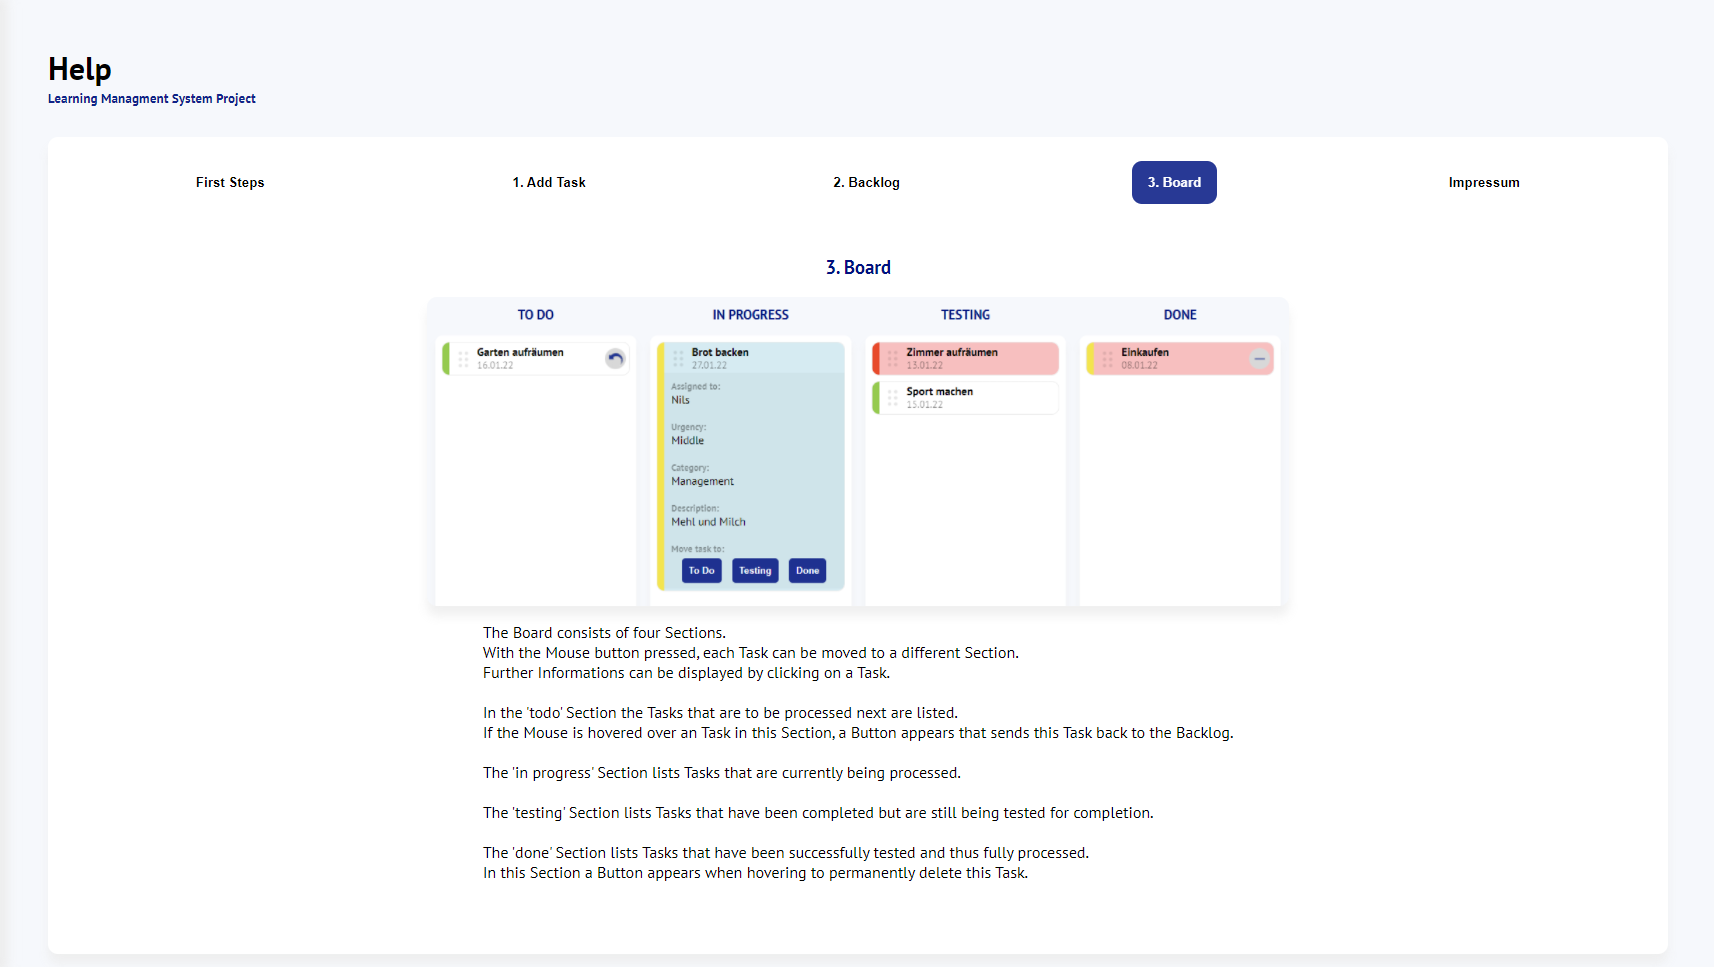 Help
Learning Managment System Project
First Steps
1. Add Task
2. Backlog
3. Board
Impressum
3. Board
TO DO
IN PROGRESS
TESTING
DONE
Garten aufräumen
16.01.22
Brot backen
27.01.22
Assigned to:
Nils
Urgency:
Middle
Category:
Management
Description:
Mehl und Milch
Move task to:
To Do
Testing
Done
Zimmer aufräumen
13.01.22
Sport machen
15.01.22
Einkaufen
08.01.22
The Board consists of four Sections.
With the Mouse button pressed, each Task can be moved to a different Section.
Further Informations can be displayed by clicking on a Task.
In the 'todo' Section the Tasks that are to be processed next are listed.
If the Mouse is hovered over an Task in this Section, a Button appears that sends this Task back to the Backlog.
The 'in progress' Section lists Tasks that are currently being processed.
The 'testing' Section lists Tasks that have been completed but are still being tested for completion.
The 'done' Section lists Tasks that have been successfully tested and thus fully processed.
In this Section a Button appears when hovering to permanently delete this Task.